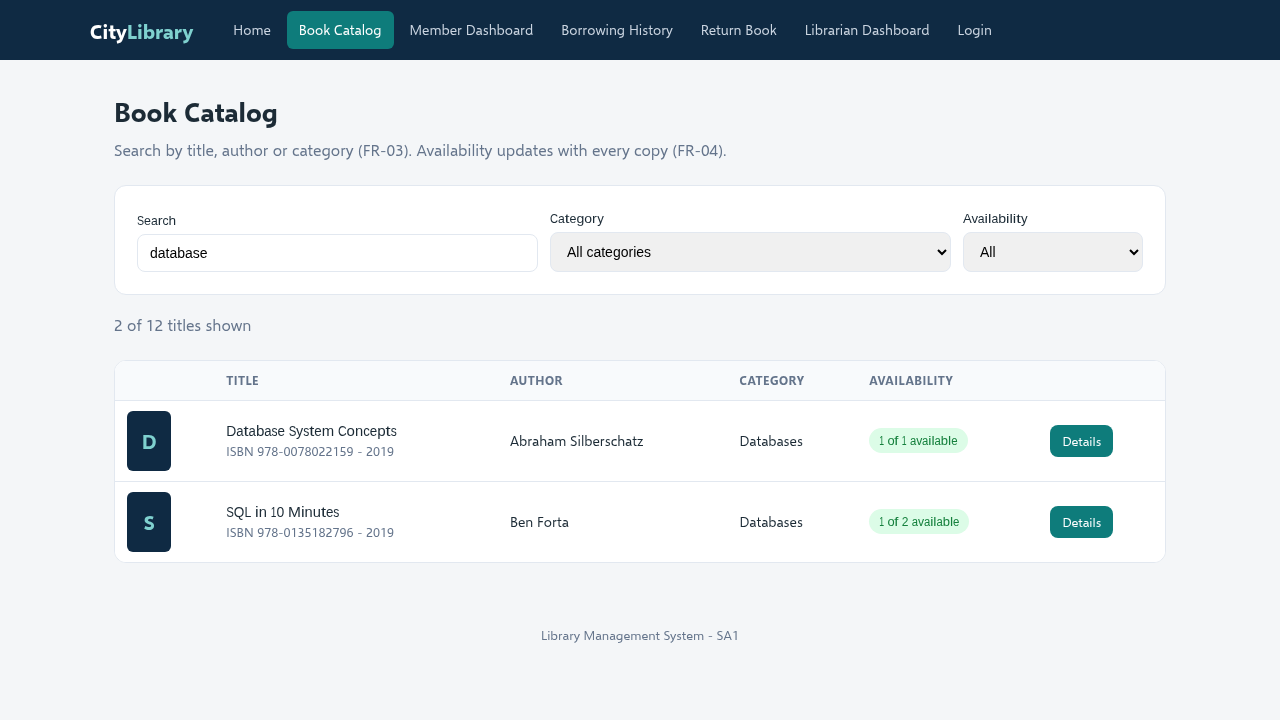 CityLibrary Home Book Catalog Member Dashboard Borrowing History Return Book Librarian Dashboard Login
Book Catalog
Search by title, author or category (FR-03). Availability updates with every copy (FR-04).
Search Category Availability
database All categories All
2 of 12 titles shown
TITLE AUTHOR CATEGORY AVAILABILITY
D Database System Concepts Abraham Silberschatz Databases 1 of 1 available Details
ISBN 978-0078022159 - 2019
S SQL in 10 Minutes Ben Forta Databases 1 of 2 available Details
ISBN 978-0135182796 - 2019
Library Management System - SA1